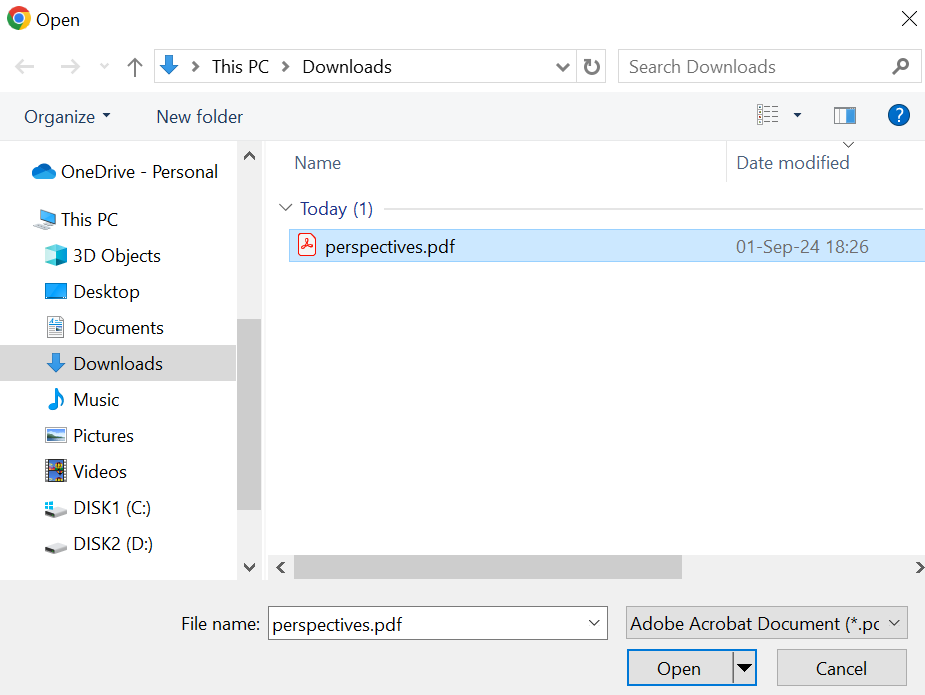 Open
This PC Downloads
Search Downloads
Organize
New folder
?
OneDrive - Personal
This PC
3D Objects
Desktop
Documents
Downloads
Music
Pictures
Videos
DISK1 (C:)
DISK2 (D:)
Name
Date modified
Today (1)
perspectives.pdf
01-Sep-24 18:26
File name:
perspectives.pdf
Adobe Acrobat Document (*.pd
Open
Cancel